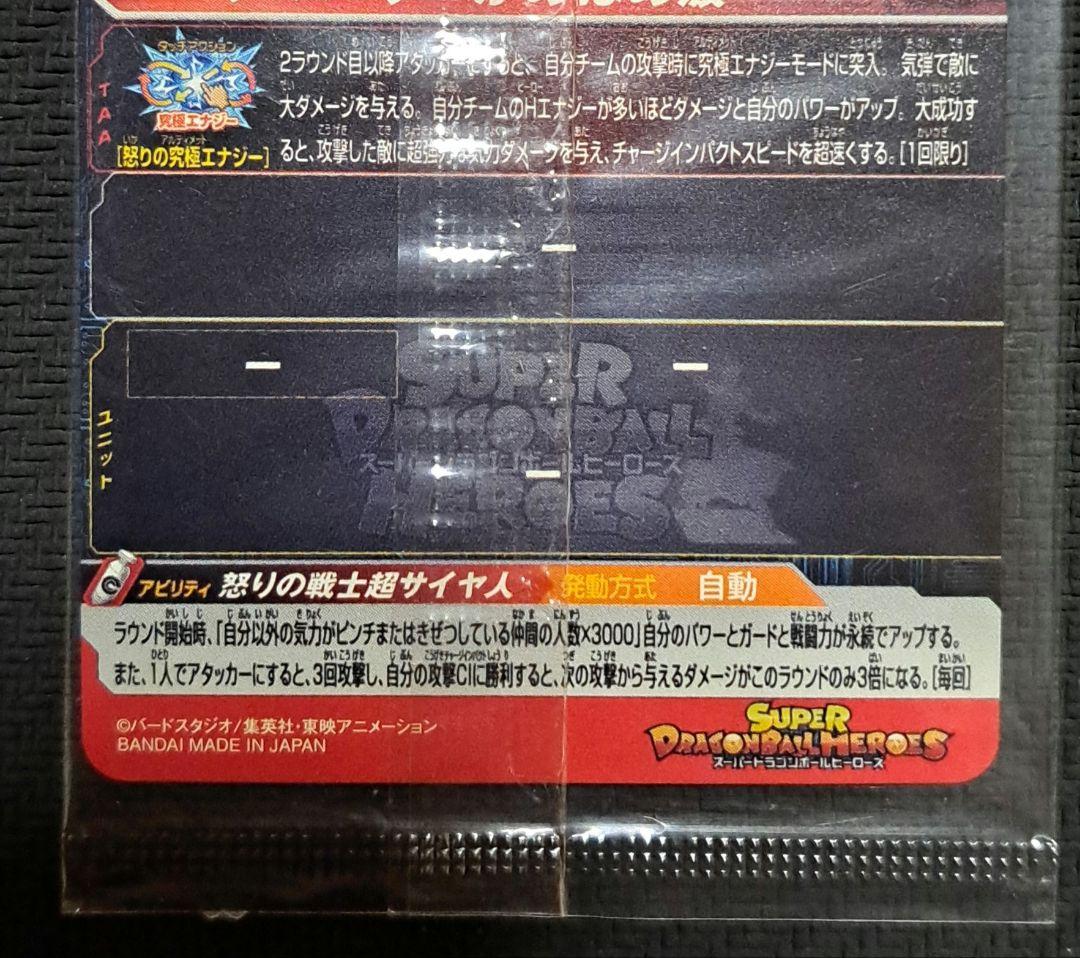 TAA
タッチアクション
究極エナジー
[怒りの究極エナジー]
2ラウンド目以降アタッカーにすると、自分チームの攻撃時に究極エナジーモードに突入。気弾で敵に
大ダメージを与える。自分チームのHエナジーが多いほどダメージと自分のパワーがアップ。大成功す
ると、攻撃した敵に超強力な気力ダメージを与え、チャージインパクトスピードを超速くする。[1回限り]
ー
ユニット
ー
ー
ー
SUPER
DRAGONBALL
スーパードラゴンボールヒーローズ
HEROES
アビリティ 怒りの戦士超サイヤ人 発動方式 自動
ラウンド開始時、「自分以外の気力がピンチまたはきぜつしている仲間の人数×3000」自分のパワーとガードと戦闘力が永続でアップする。
また、1人でアタッカーにすると、3回攻撃し、自分の攻撃CIに勝利すると、次の攻撃から与えるダメージがこのラウンドのみ3倍になる。[毎回]
©バードスタジオ/集英社・東映アニメーション
BANDAI MADE IN JAPAN
SUPER
DRAGONBALL HEROES
スーパードラゴンボールヒーローズ